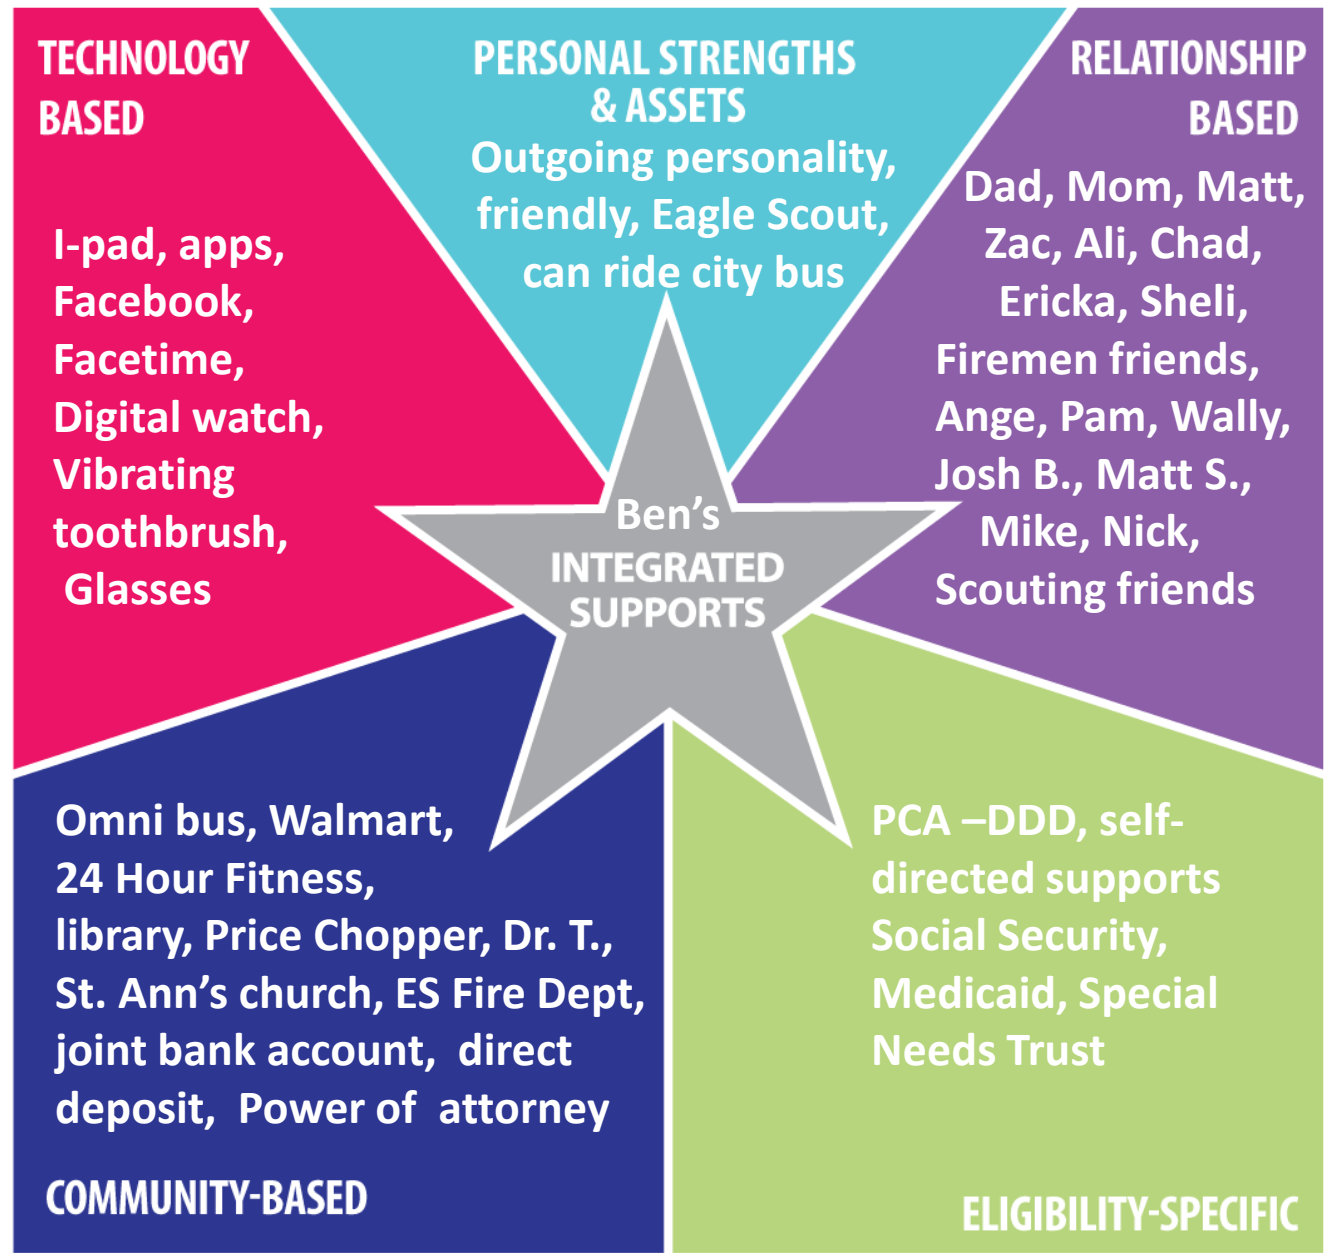 TECHNOLOGY
BASED
I-pad, apps,
Facebook,
Facetime,
Digital watch,
Vibrating
toothbrush,
Glasses
PERSONAL STRENGTHS
& ASSETS
Outgoing personality,
friendly, Eagle Scout,
can ride city bus
RELATIONSHIP
BASED
Dad, Mom, Matt,
Zac, Ali, Chad,
Ericka, Sheli,
Firemen friends,
Ange, Pam, Wally,
Josh B., Matt S.,
Mike, Nick,
Scouting friends
Ben’s
INTEGRATED
SUPPORTS
Omni bus, Walmart,
24 Hour Fitness,
library, Price Chopper, Dr. T.,
St. Ann’s church, ES Fire Dept,
joint bank account, direct
deposit, Power of attorney
COMMUNITY-BASED
PCA –DDD, self-
directed supports
Social Security,
Medicaid, Special
Needs Trust
ELIGIBILITY-SPECIFIC